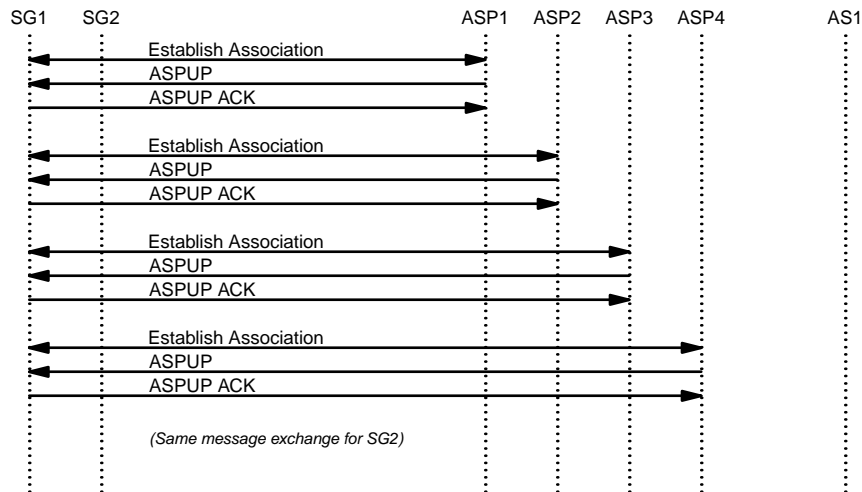 SG1 SG2 ASP1 ASP2 ASP3 ASP4 AS1
Establish Association
ASPUP
ASPUP ACK
Establish Association
ASPUP
ASPUP ACK
Establish Association
ASPUP
ASPUP ACK
Establish Association
ASPUP
ASPUP ACK
(Same message exchange for SG2)